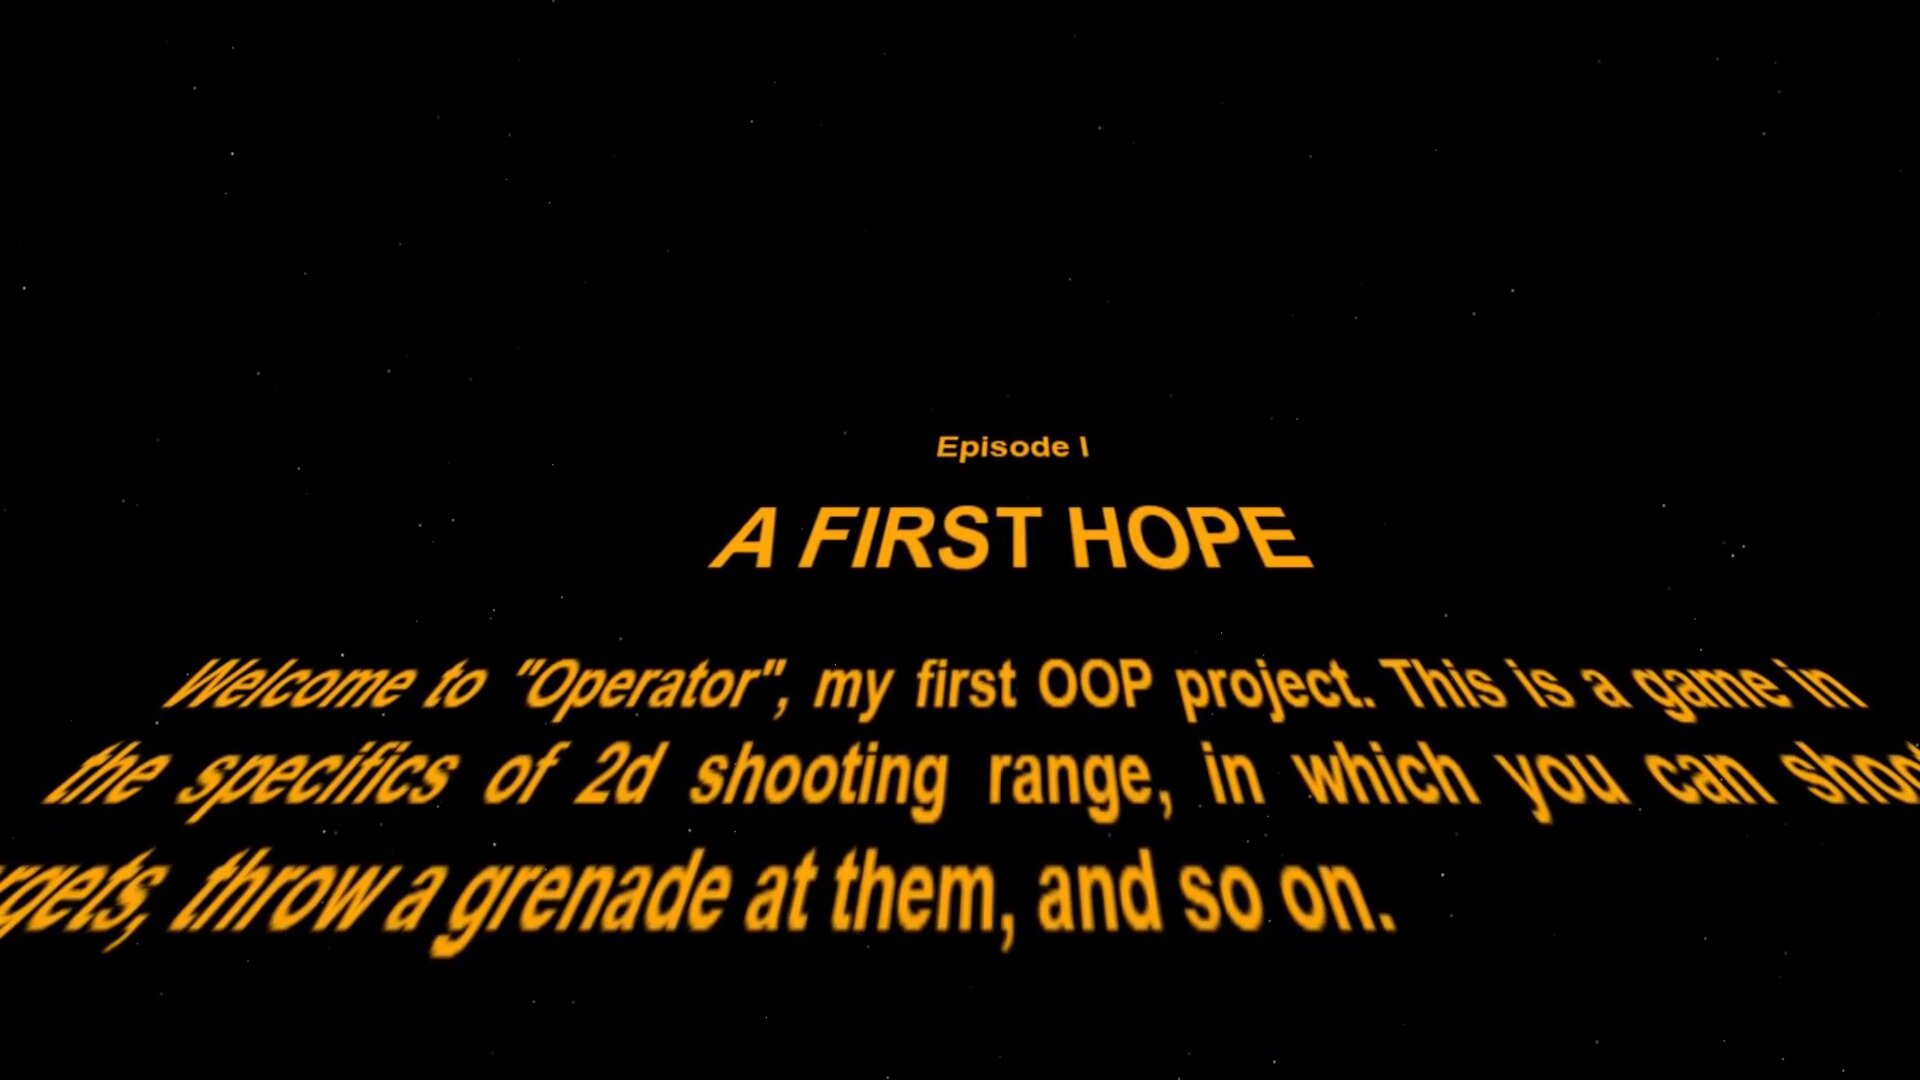 Episode I
A FIRST HOPE
Welcome to "Operator", my first OOP project. This is a game in
the specifics of 2d shooting range, in which you can shoot
throw a grenade at them, and so on.